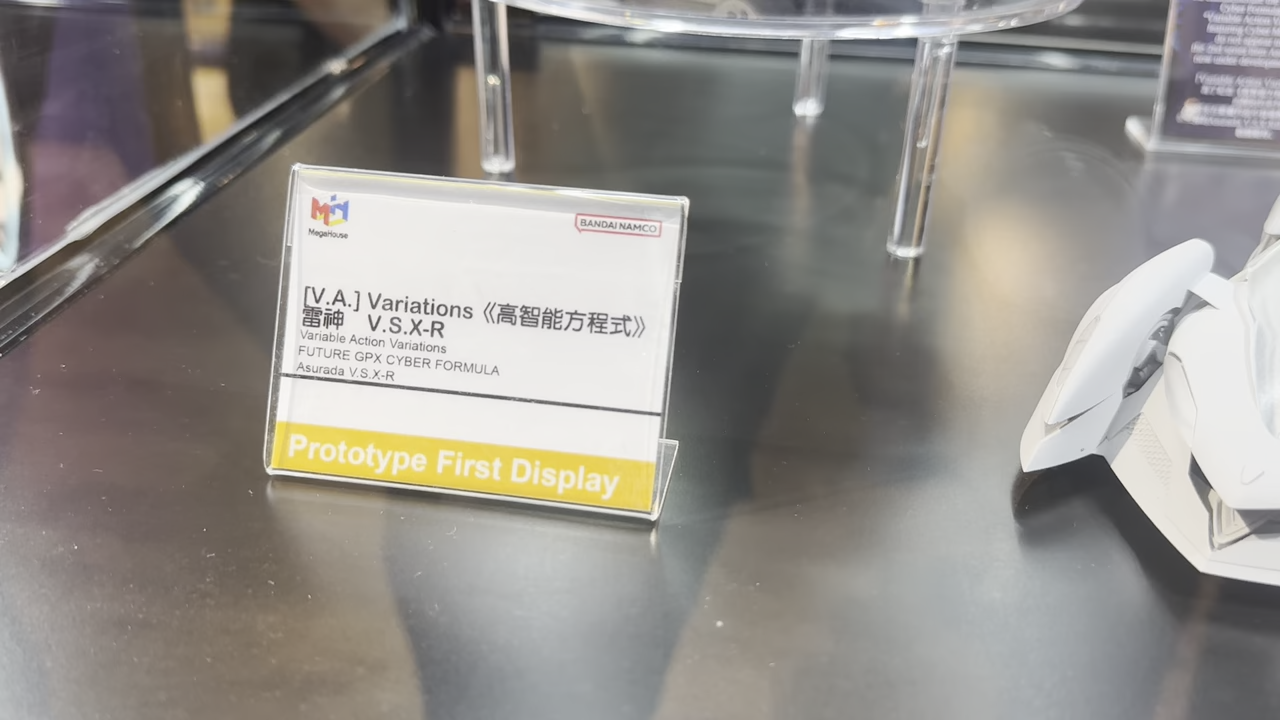 MegaHouse
BANDAI NAMCO
[V.A.] Variations《高智能方程式》
雷神 V.S.X-R
Variable Action Variations
FUTURE GPX CYBER FORMULA
Asurada V.S.X-R
Prototype First Display